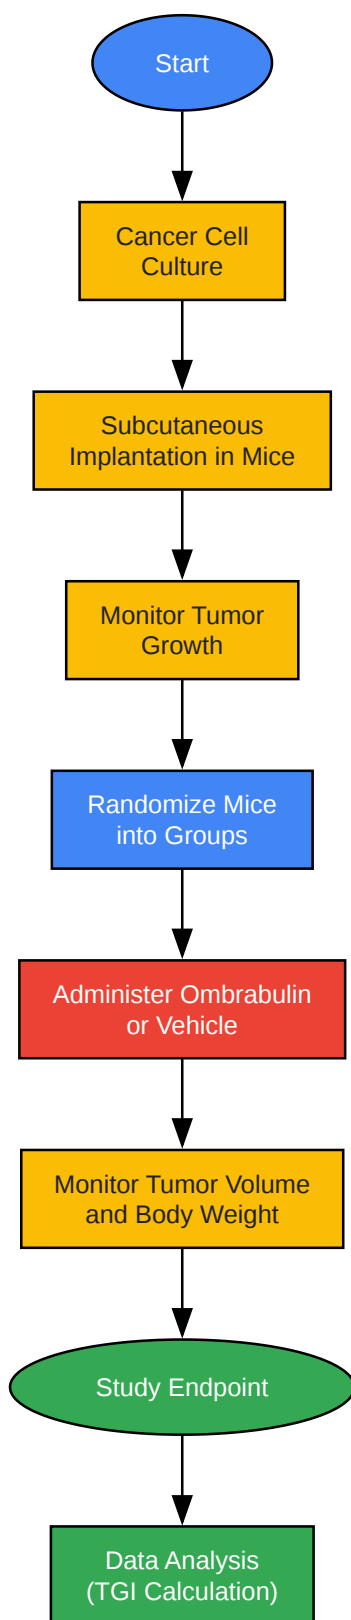 Start
Cancer Cell
Culture
Subcutaneous
Implantation in Mice
Monitor Tumor
Growth
Randomize Mice
into Groups
Administer Ombrabulin
or Vehicle
Monitor Tumor Volume
and Body Weight
Study Endpoint
Data Analysis
(TGI Calculation)